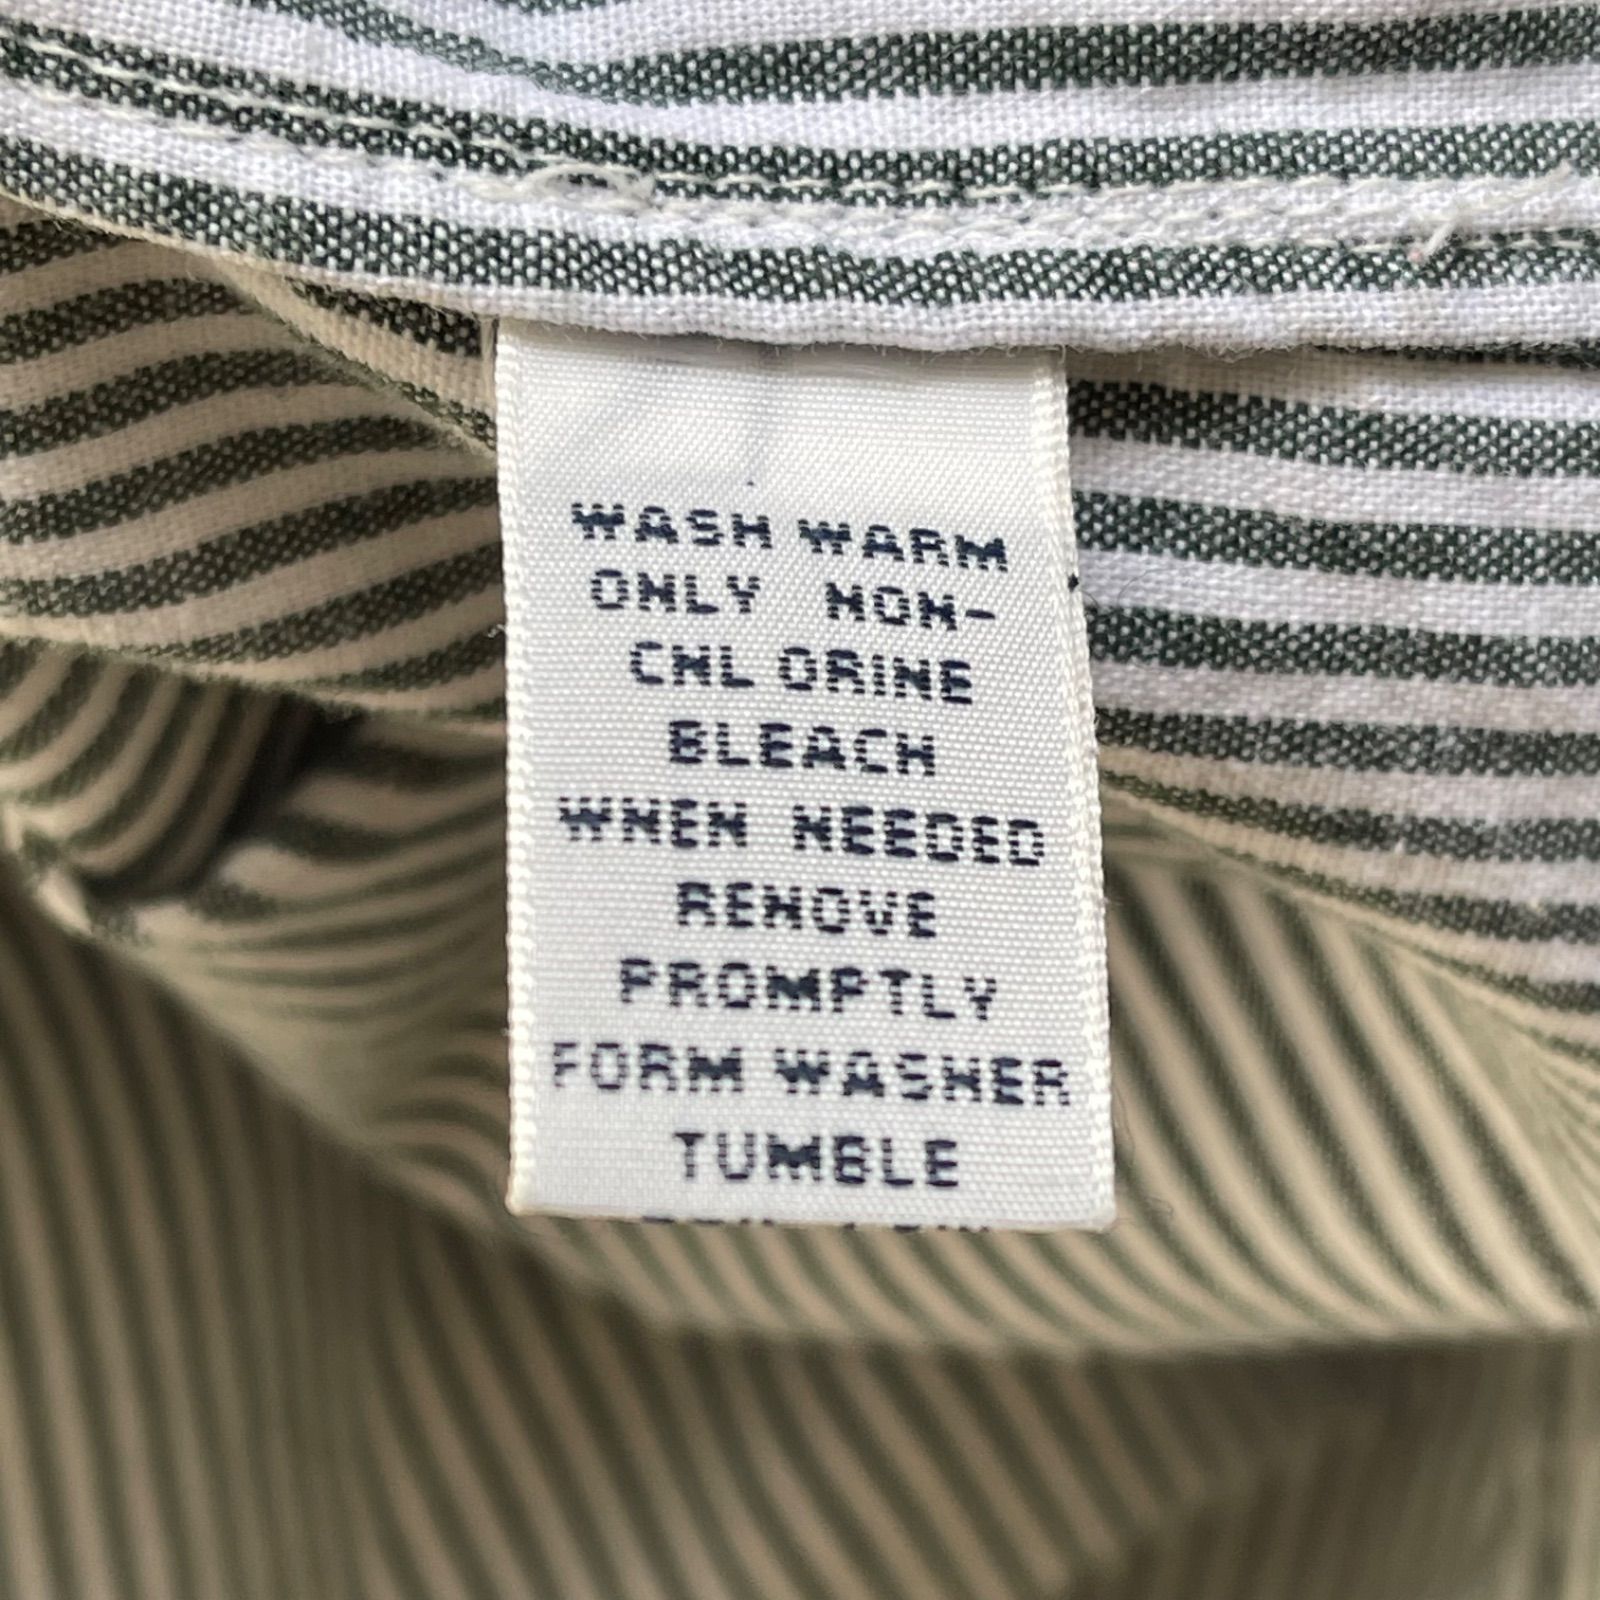 WASH WARM
ONLY NON-
CHLORINE
BLEACH
WHEN NEEDED
REMOVE
PROMPTLY
FORM WASHER
TUMBLE